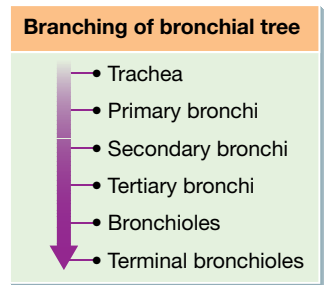 Branching of bronchial tree
• Trachea
• Primary bronchi
• Secondary bronchi
• Tertiary bronchi
• Bronchioles
• Terminal bronchioles